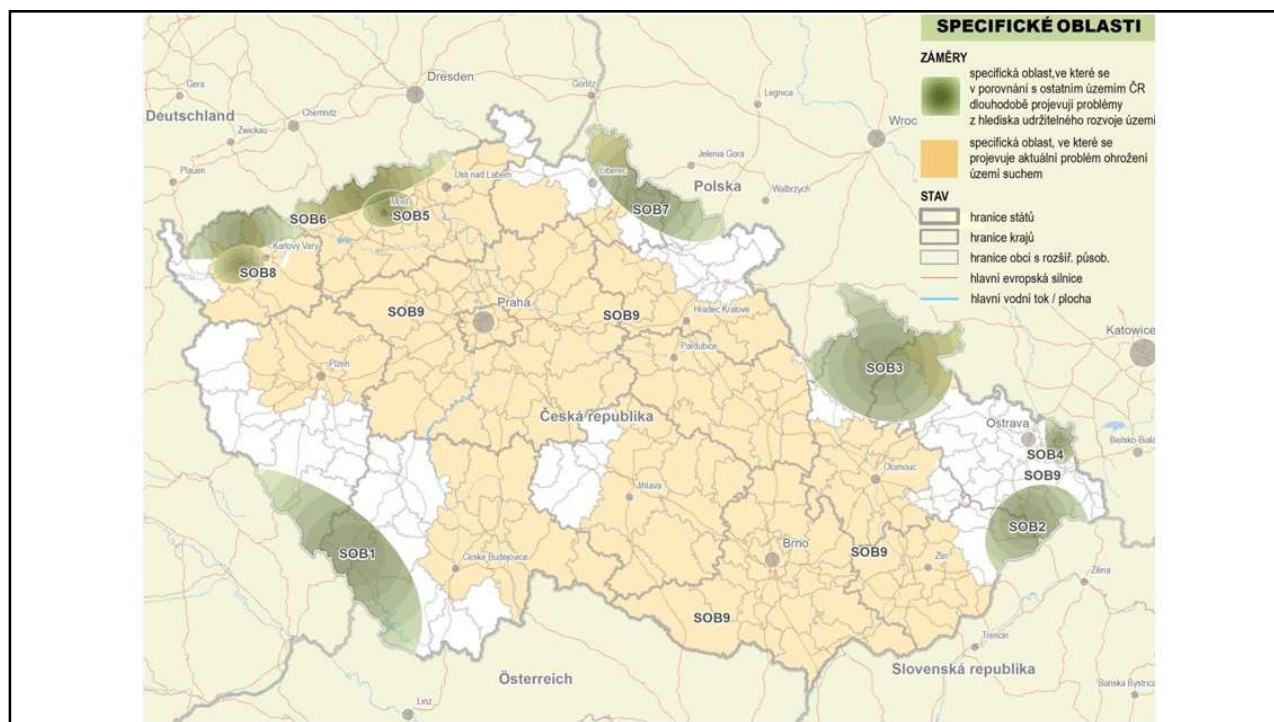 SPECIFICKÉ OBLASTI
ZÁMĚRY
specifická oblast,ve které se
v porovnání s ostatním územím ČR
dlouhodobě projevují problémy
z hlediska udržitelného rozvoje území
specifická oblast, ve které se
projevuje aktuální problém ohrožení
území suchem
STAV
hranice států
hranice krajů
hranice obcí s rozšiř. působ.
hlavní evropská silnice
hlavní vodní tok / plocha
Dresden
Görlitz
Gera
Legnica
Deutschland
Chemnitz
Wroc
Zwickau
Jelenia Gora
Plauen
Ústí nad Labem
Liberec
Polska
Walbrzych
Most
SOB7
SOB6
SOB5
Karlovy Vary
SOB8
SOB9
Praha
SOB9
Hradec Kralove
Katowice
Pardubice
Plzeň
SOB3
Česká republika
Ostrava
Bielsko-Biala
SOB4
Olomouc
SOB9
Jihlava
SOB2
SOB1
Brno
SOB9
České Budejovice
Zlín
Žilina
SOB9
Trencin
Slovenská republika
Österreich
Banska Bystrica
Linz